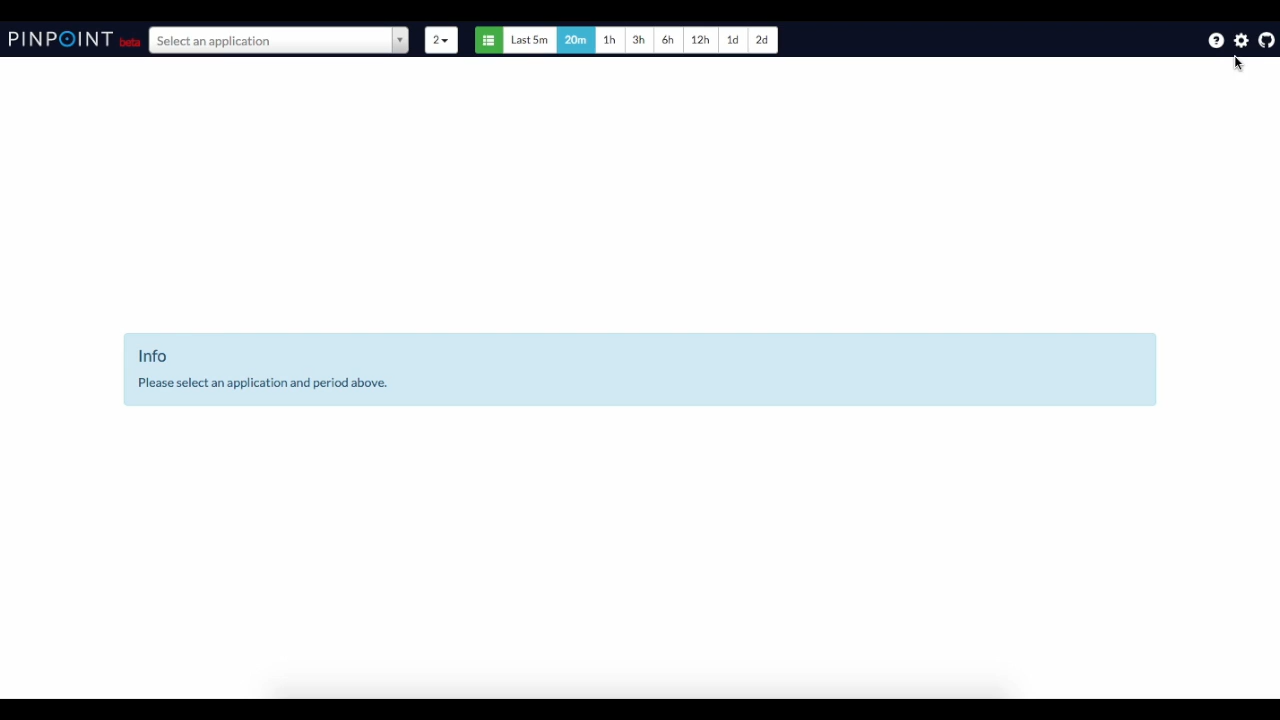 PINPOINT beta Select an application 2 Last 5m 20m 1h 3h 6h 12h 1d 2d ?
Info
Please select an application and period above.